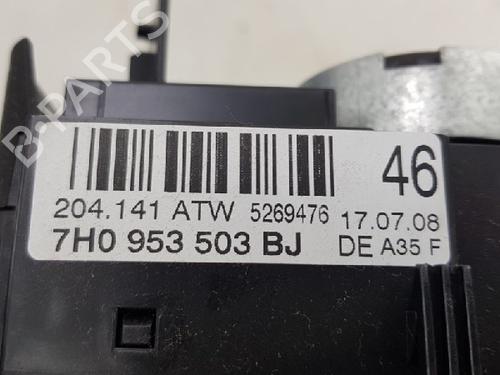 46
204.141 ATW 5269476 17.07.08
7H0 953 503 BJ DE A35 F
B-PARTS